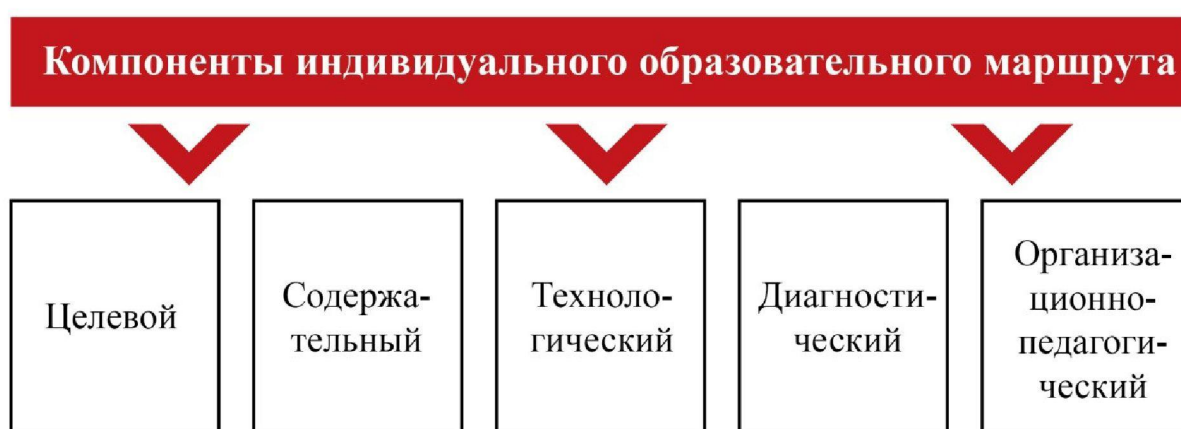 Компоненты индивидуального образовательного маршрута
Целевой
Содержа-
тельный
Техноло-
гический
Диагности-
ческий
Организа-
ционно-
педагоги-
ческий